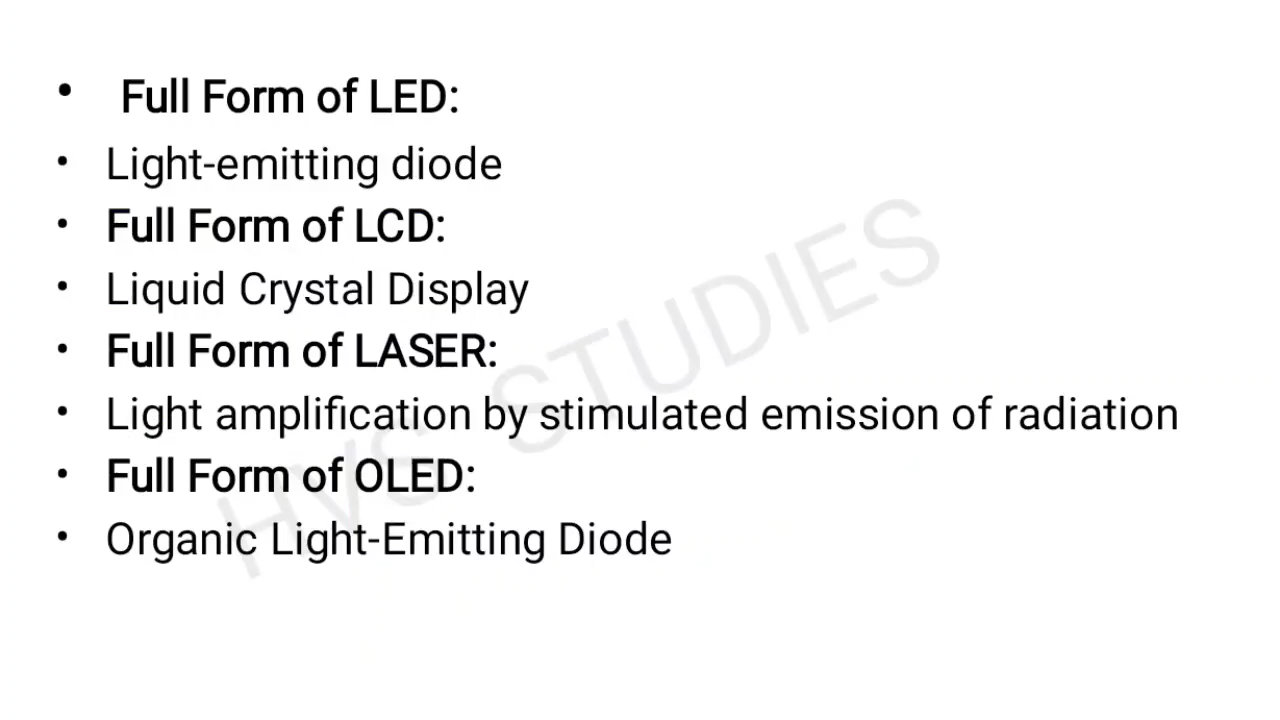 • Full Form of LED:
• Light-emitting diode
• Full Form of LCD:
• Liquid Crystal Display
• Full Form of LASER:
• Light amplification by stimulated emission of radiation
• Full Form of OLED:
• Organic Light-Emitting Diode
HVS STUDIES